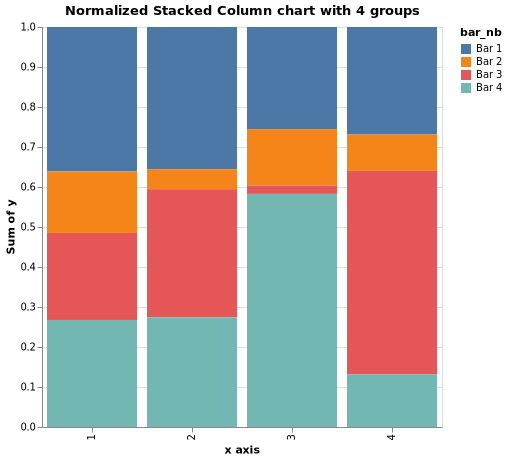 Normalized Stacked Column chart with 4 groups
bar_nb
Bar 1
Bar 2
Bar 3
Bar 4
Sum of y
1.0
0.9
0.8
0.7
0.6
0.5
0.4
0.3
0.2
0.1
0.0
1
2
3
4
x axis